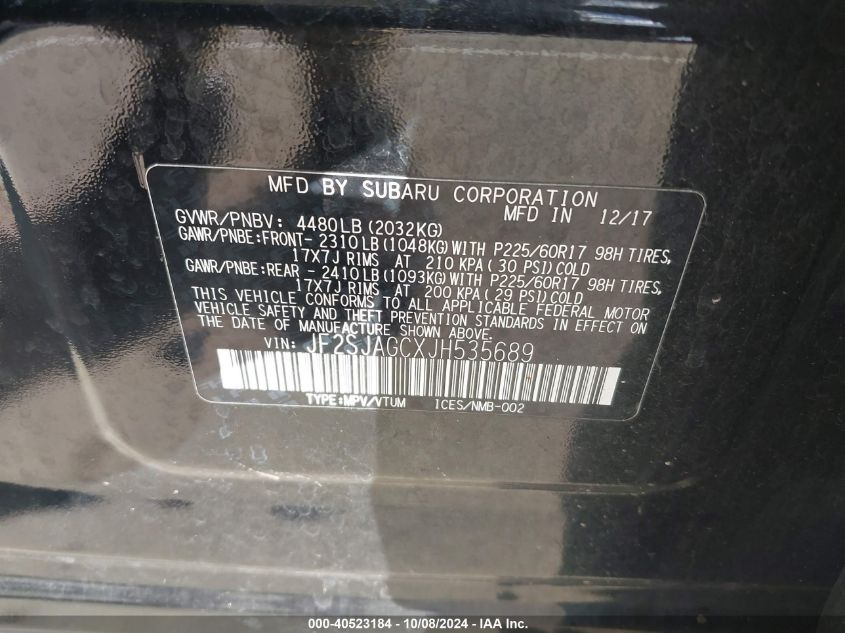 MFD BY SUBARU CORPORATION
MFD IN 12/17
GVWR/PNBV: 4480LB(2032KG)
GAWR/PNBE:FRONT- 2310LB(1048KG)WITH P225/60R17 98H TIRES,
17X7J RIMS AT 210 KPA(30 PSI)COLD
GAWR/PNBE:REAR - 2410LB(1093KG)WITH P225/60R17 98H TIRES,
17X7J RIMS AT 200 KPA(29 PSI)COLD
THIS VEHICLE CONFORMS TO ALL APPLICABLE FEDERAL MOTOR
VEHICLE SAFETY AND THEFT PREVENTION STANDARDS IN EFFECT ON
THE DATE OF MANUFACTURE SHOWN ABOVE.
VIN: JF2SJAGCXJH535689
TYPE:MPV/VTUM ICES/NMB-002
000-40523184 - 10/08/2024 - IAA Inc.